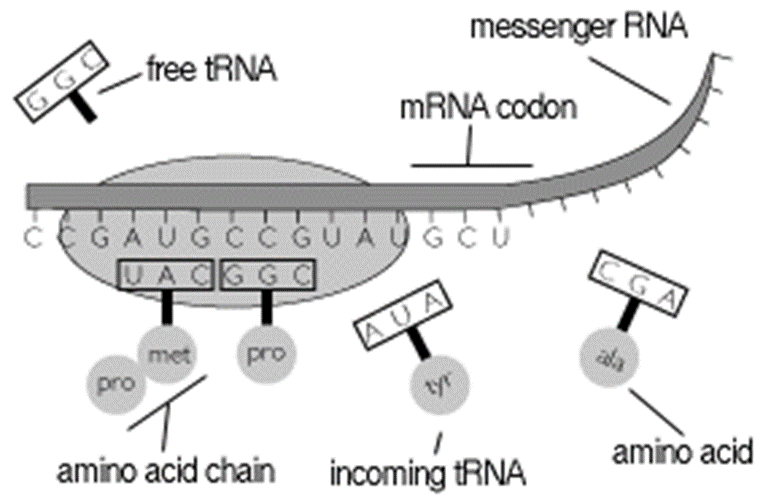 messenger RNA
G G C
free tRNA
mRNA codon
C C G A U G C C G U A U G C U
U A C G G C
A U A
C G A
met
pro
pro
tyr
ala
amino acid chain
incoming tRNA
amino acid